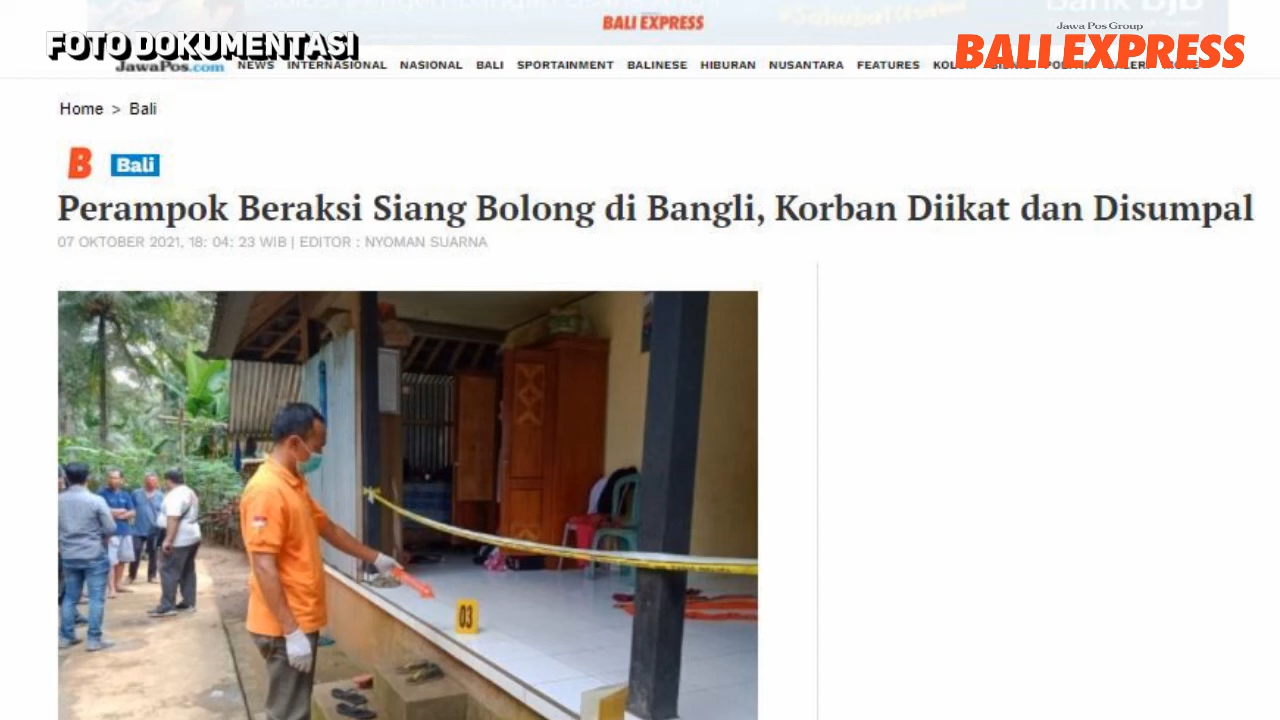 BALI EXPRESS
Jawa Pos Group
FOTO DOKUMENTASI
BALI EXPRESS
JawaPos.com NEWS INTERNASIONAL NASIONAL BALI SPORTAINMENT BALINESE HIBURAN NUSANTARA FEATURES
Home > Bali
B Bali
Perampok Beraksi Siang Bolong di Bangli, Korban Diikat dan Disumpal
07 OKTOBER 2021, 18: 04: 23 WIB | EDITOR : NYOMAN SUARNA
03